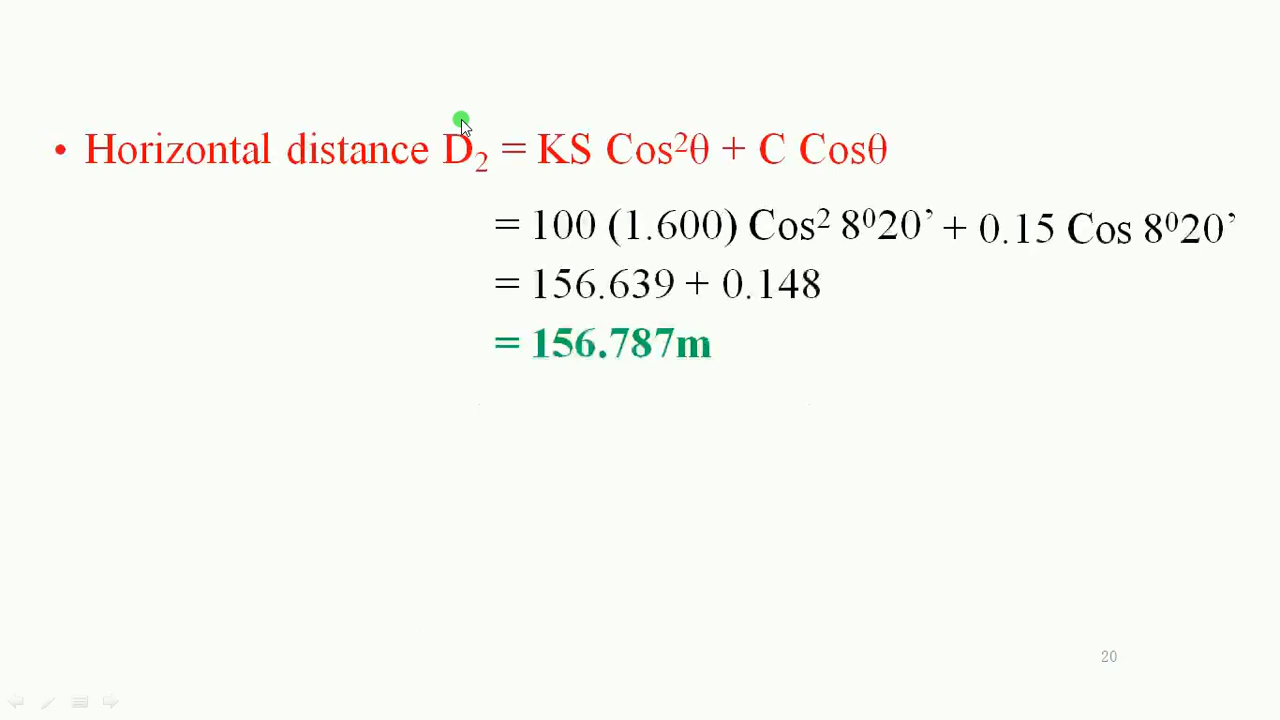 • Horizontal distance D₂ = KS Cos²θ + C Cosθ
= 100 (1.600) Cos² 8⁰20’ + 0.15 Cos 8⁰20’
= 156.639 + 0.148
= 156.787m
20